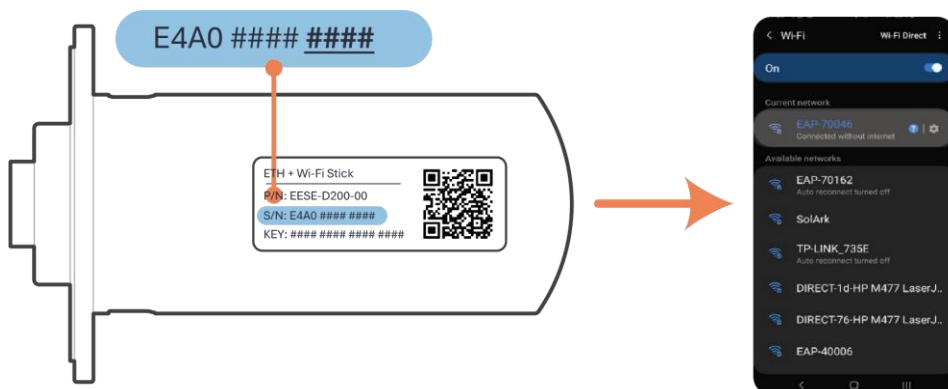 E4A0 #### ####
ETH + Wi-Fi Stick
P/N: EESE-D200-00
S/N: E4A0 #### ####
KEY: #### #### #### ####
Wi-Fi
Wi-Fi Direct
On
Current network
EAP-70046
Connected without internet
Available networks
EAP-70162
Auto reconnect turned off
SolArk
TP-LINK_735E
Auto reconnect turned off
DIRECT-1d-HP M477 LaserJ..
DIRECT-76-HP M477 LaserJ..
EAP-40006